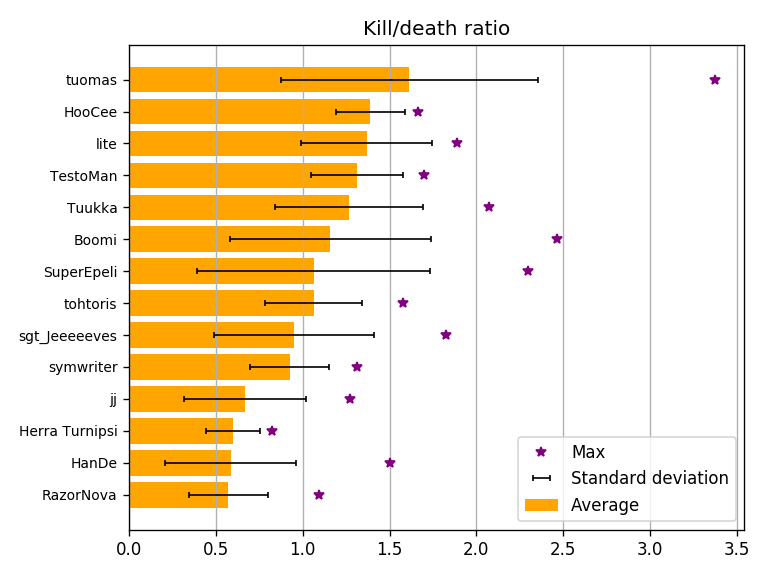 Kill/death ratio
tuomas
HooCee
lite
TestoMan
Tuukka
Boomi
SuperEpeli
tohtoris
sgt_Jeeeeeves
symwriter
jj
Herra Turnipsi
HanDe
RazorNova
Max
Standard deviation
Average
0.0 0.5 1.0 1.5 2.0 2.5 3.0 3.5